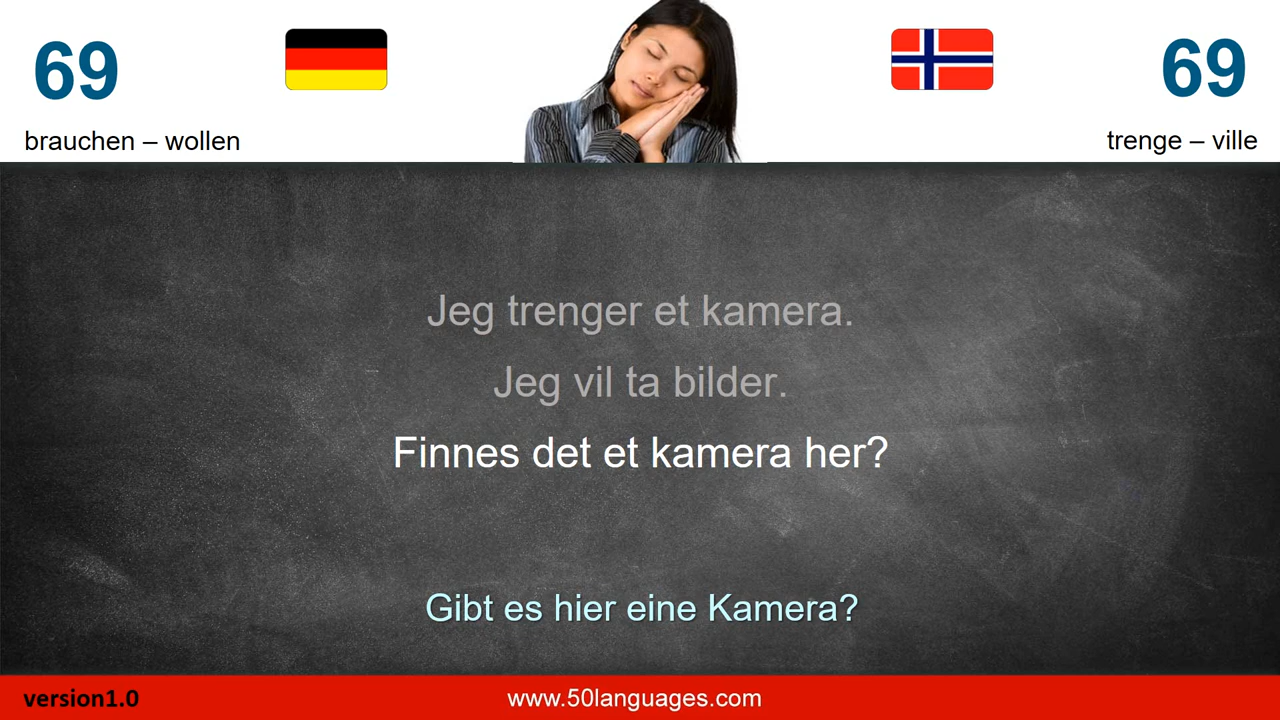 69
brauchen – wollen
69
trenge – ville
Jeg trenger et kamera.
Jeg vil ta bilder.
Finnes det et kamera her?
Gibt es hier eine Kamera?
version1.0
www.50languages.com